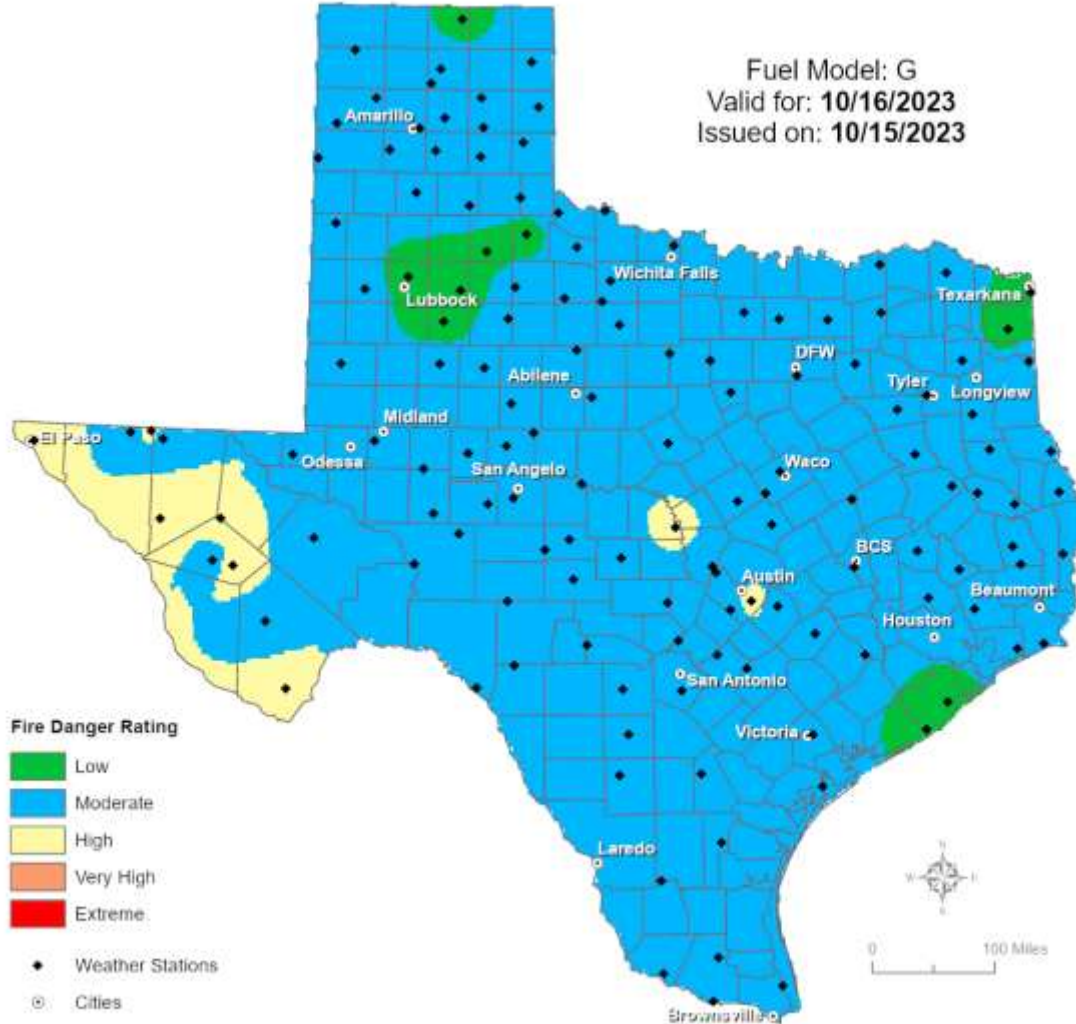 Fuel Model: G
Valid for: 10/16/2023
Issued on: 10/15/2023
Amarillo
Wichita Falls
Lubbock
Texarkana
DFW
Abilene
Tyler
Longview
Midland
El Paso
Odessa
San Angelo
Waco
BCS
Austin
Beaumont
Houston
San Antonio
Victoria
Fire Danger Rating
Low
Moderate
High
Very High
Extreme
Weather Stations
Cities
Laredo
Brownsville
N
W
E
S
0
100 Miles